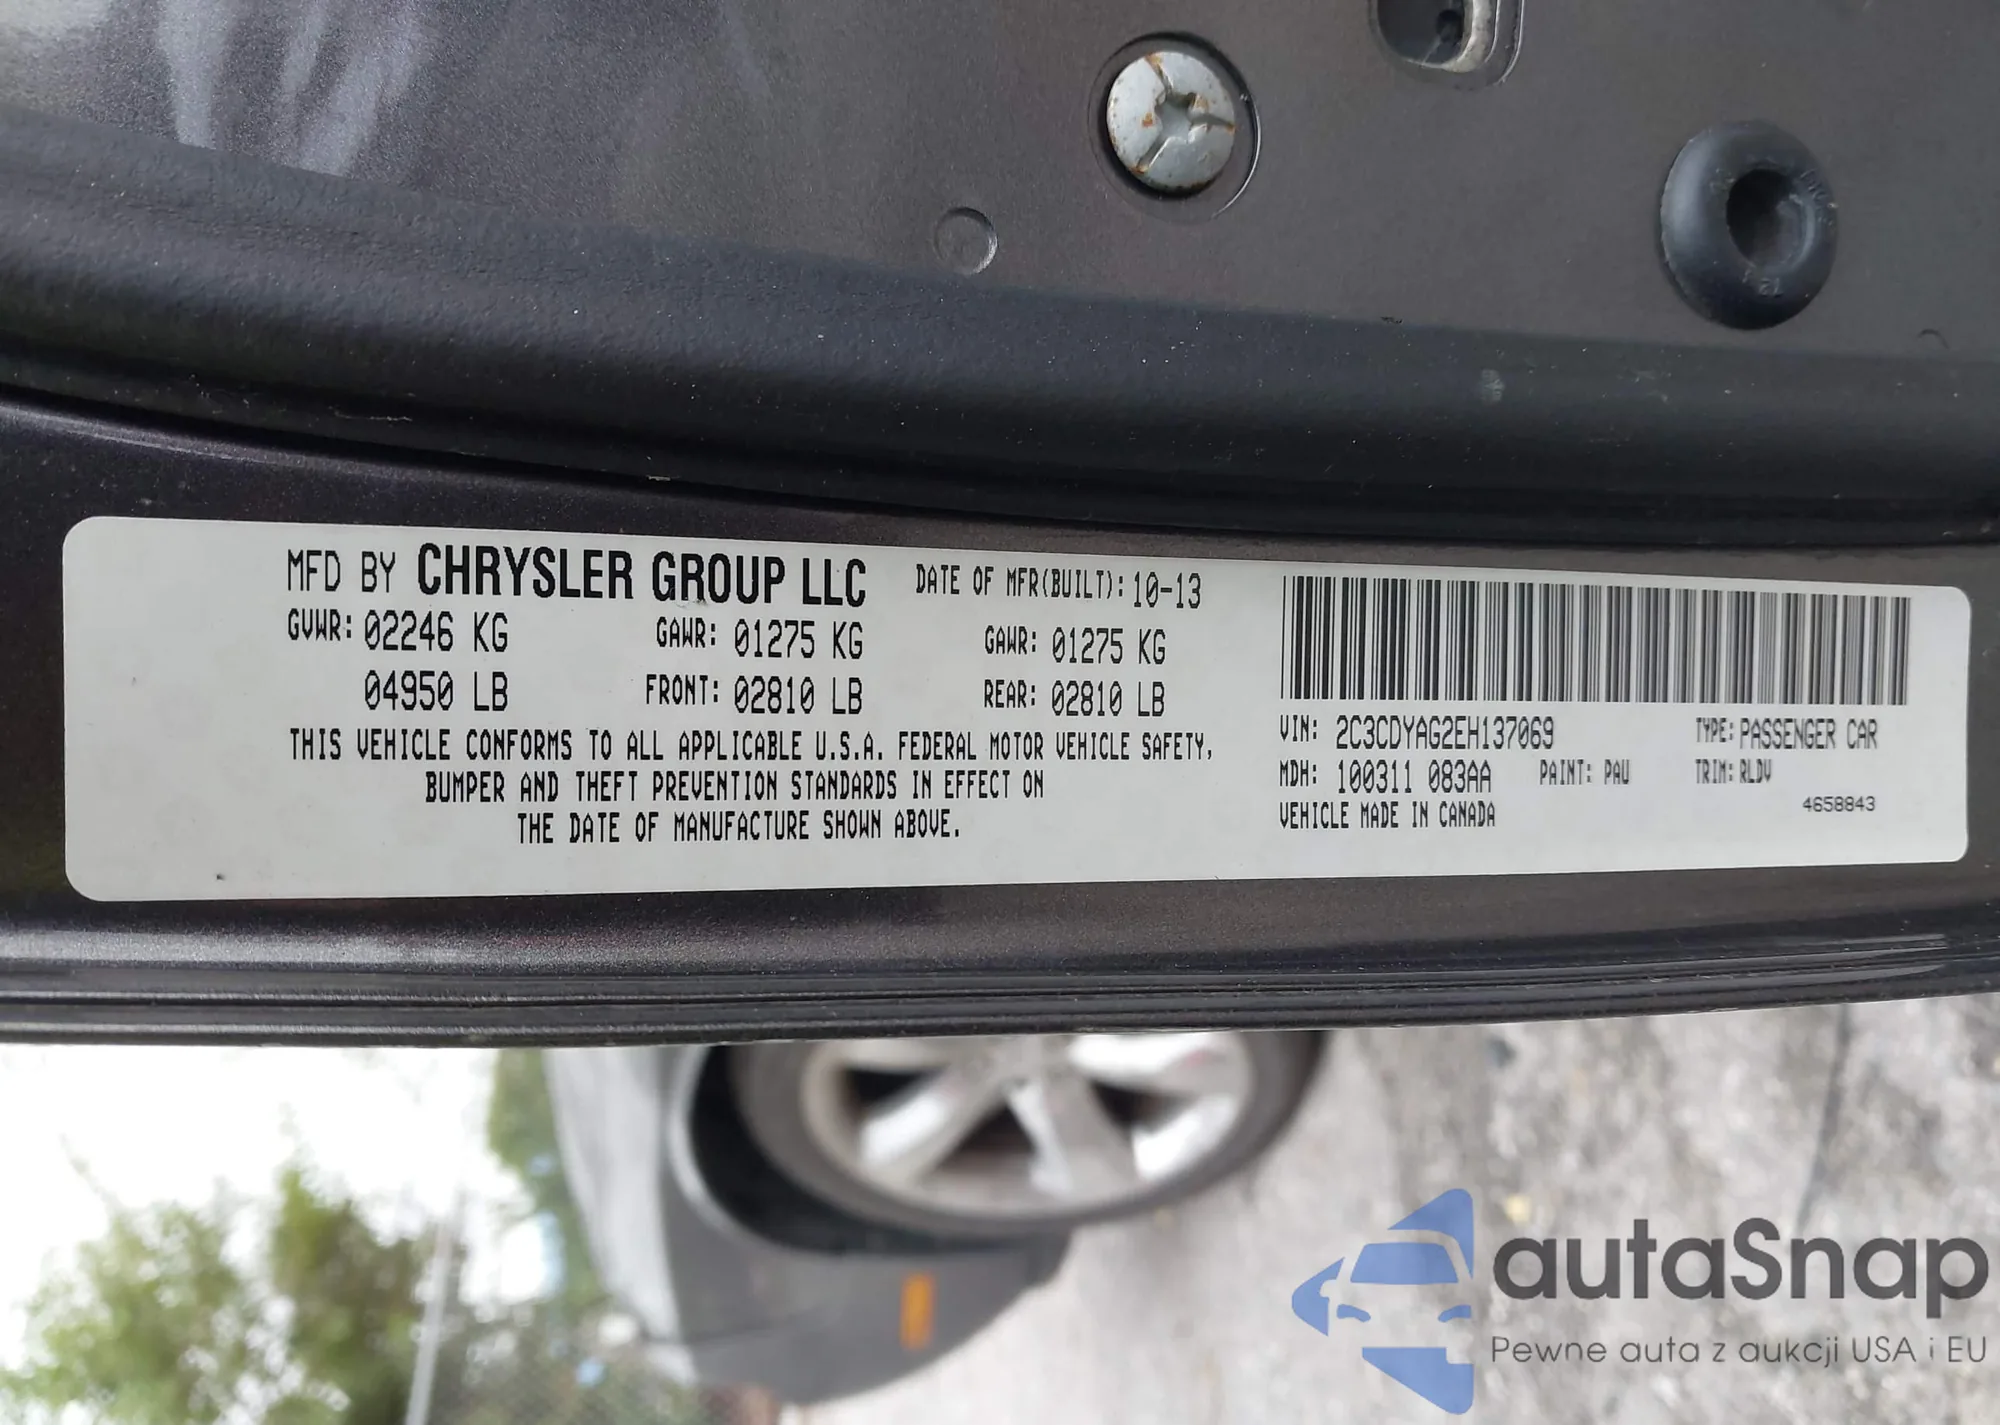 MFD BY CHRYSLER GROUP LLC DATE OF MFR(BUILT): 10-13
GVWR: 02246 KG GAWR: 01275 KG GAWR: 01275 KG
04950 LB FRONT: 02810 LB REAR: 02810 LB
THIS VEHICLE CONFORMS TO ALL APPLICABLE U.S.A. FEDERAL MOTOR VEHICLE SAFETY,
BUMPER AND THEFT PREVENTION STANDARDS IN EFFECT ON
THE DATE OF MANUFACTURE SHOWN ABOVE.
VIN: 2C3CDYAG2EH137069 TYPE: PASSENGER CAR
MDH: 100311 083AA PAINT: PAU TRIM: RLDV
VEHICLE MADE IN CANADA 4658843
autaSnap
Pewne auta z aukcji USA i EU